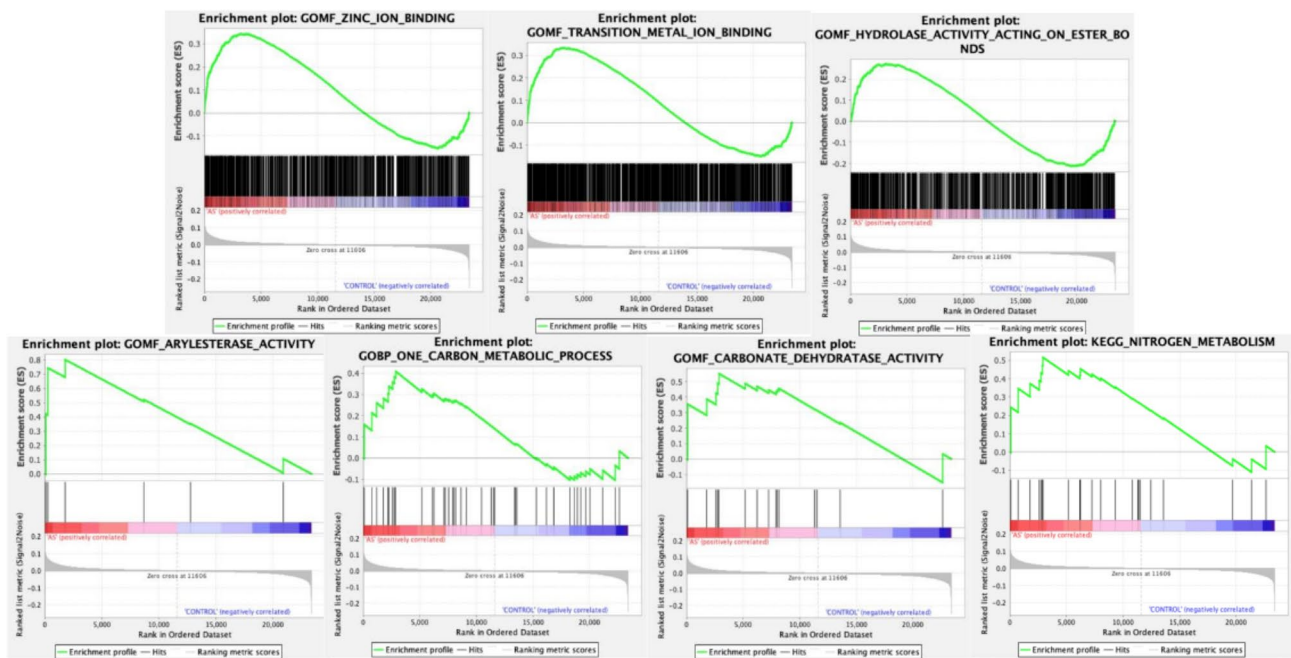 Enrichment plot: GOMF_ZINC_ION_BINDING
Enrichment score (ES)
0.3
0.2
0.1
0.0
-0.1
'AS' (positively correlated)
Ranked list metric (Signal2Noise)
0.2
0.1
0.0
-0.1
-0.2
Zero cross at 11606
'CONTROL' (negatively correlated)
0 5,000 10,000 15,000 20,000
Rank in Ordered Dataset
Enrichment profile Hits Ranking metric scores
Enrichment plot:
GOMF_TRANSITION_METAL_ION_BINDING
Enrichment score (ES)
0.3
0.2
0.1
0.0
-0.1
'AS' (positively correlated)
Ranked list metric (Signal2Noise)
0.2
0.1
0.0
-0.1
-0.2
Zero cross at 11606
'CONTROL' (negatively correlated)
0 5,000 10,000 15,000 20,000
Rank in Ordered Dataset
Enrichment profile Hits Ranking metric scores
Enrichment plot:
GOMF_HYDROLASE_ACTIVITY_ACTING_ON_ESTER_BO
NDS
Enrichment score (ES)
0.2
0.1
0.0
-0.1
-0.2
'AS' (positively correlated)
Ranked list metric (Signal2Noise)
0.2
0.1
0.0
-0.1
-0.2
Zero cross at 11606
'CONTROL' (negatively correlated)
0 5,000 10,000 15,000 20,000
Rank in Ordered Dataset
Enrichment profile Hits Ranking metric scores
Enrichment plot: GOMF_ARYLESTERASE_ACTIVITY
Enrichment score (ES)
0.8
0.7
0.6
0.5
0.4
0.3
0.2
0.1
0.0
'AS' (positively correlated)
Ranked list metric (Signal2Noise)
0.2
0.1
0.0
-0.1
-0.2
Zero cross at 11606
'CONTROL' (negatively correlated)
0 5,000 10,000 15,000 20,000
Rank in Ordered Dataset
Enrichment profile Hits Ranking metric scores
Enrichment plot:
GOBP_ONE_CARBON_METABOLIC_PROCESS
Enrichment score (ES)
0.4
0.3
0.2
0.1
0.0
-0.1
'AS' (positively correlated)
Ranked list metric (Signal2Noise)
0.2
0.1
0.0
-0.1
-0.2
Zero cross at 11606
'CONTROL' (negatively correlated)
0 5,000 10,000 15,000 20,000
Rank in Ordered Dataset
Enrichment profile Hits Ranking metric scores
Enrichment plot:
GOMF_CARBONATE_DEHYDRATASE_ACTIVITY
Enrichment score (ES)
0.5
0.4
0.3
0.2
0.1
0.0
-0.1
'AS' (positively correlated)
Ranked list metric (Signal2Noise)
0.2
0.1
0.0
-0.1
-0.2
Zero cross at 11606
'CONTROL' (negatively correlated)
0 5,000 10,000 15,000 20,000
Rank in Ordered Dataset
Enrichment profile Hits Ranking metric scores
Enrichment plot: KEGG_NITROGEN_METABOLISM
Enrichment score (ES)
0.5
0.4
0.3
0.2
0.1
0.0
-0.1
'AS' (positively correlated)
Ranked list metric (Signal2Noise)
0.2
0.1
0.0
-0.1
-0.2
Zero cross at 11606
'CONTROL' (negatively correlated)
0 5,000 10,000 15,000 20,000
Rank in Ordered Dataset
Enrichment profile Hits Ranking metric scores